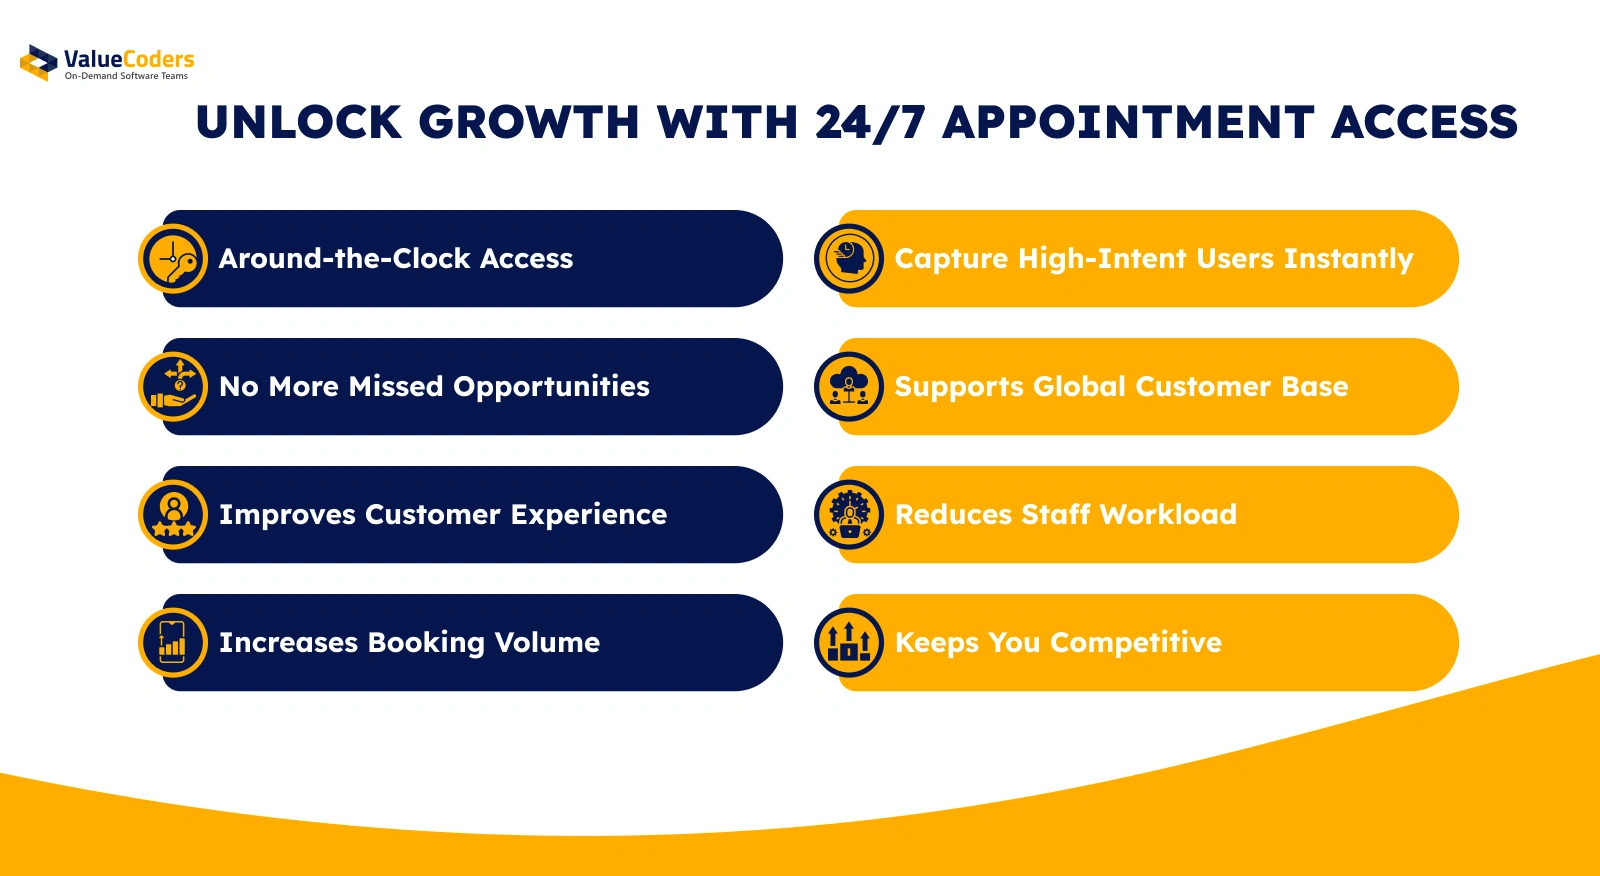 ValueCoders
On-Demand Software Teams
UNLOCK GROWTH WITH 24/7 APPOINTMENT ACCESS
Around-the-Clock Access
Capture High-Intent Users Instantly
No More Missed Opportunities
Supports Global Customer Base
Improves Customer Experience
Reduces Staff Workload
Increases Booking Volume
Keeps You Competitive